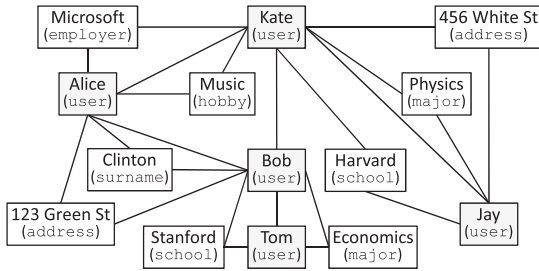 Microsoft
(employer)
Kate
(user)
456 White St
(address)
Alice
(user)
Music
(hobby)
Physics
(major)
Clinton
(surname)
Bob
(user)
Harvard
(school)
123 Green St
(address)
Jay
(user)
Stanford
(school)
Tom
(user)
Economics
(major)